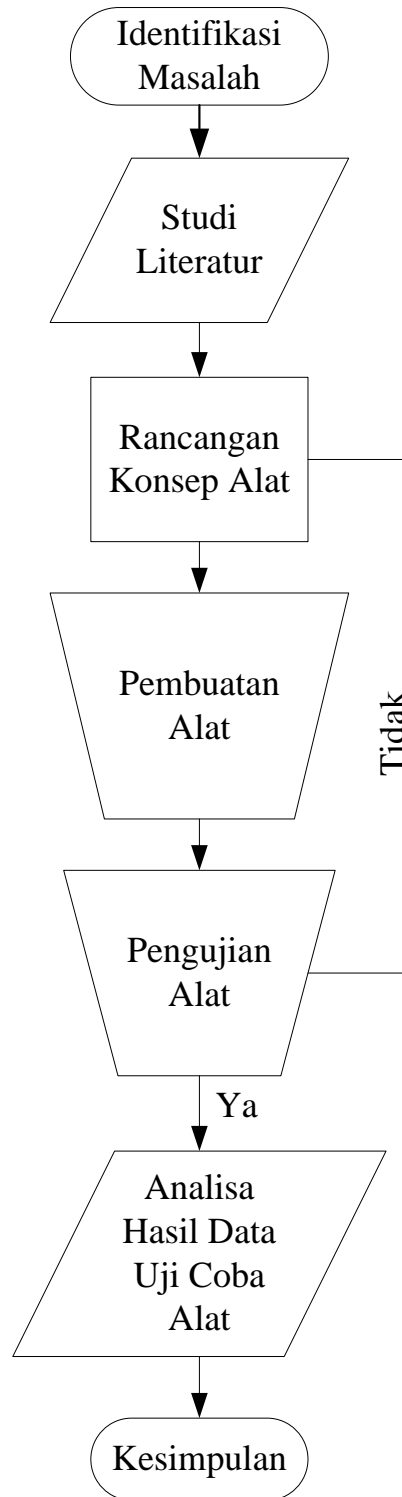 Identifikasi
Masalah
Studi
Literatur
Rancangan
Konsep Alat
Pembuatan
Alat
Tidak
Pengujian
Alat
Ya
Analisa
Hasil Data
Uji Coba
Alat
Kesimpulan